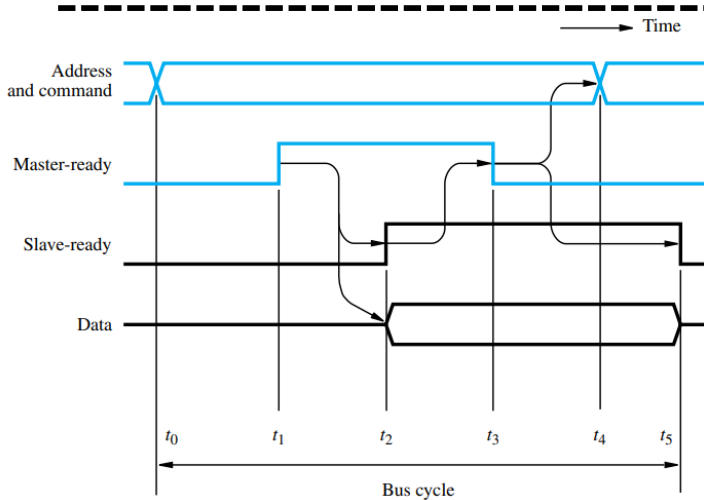 Time
Address
and command
Master-ready
Slave-ready
Data
t0 t1 t2 t3 t4 t5
Bus cycle